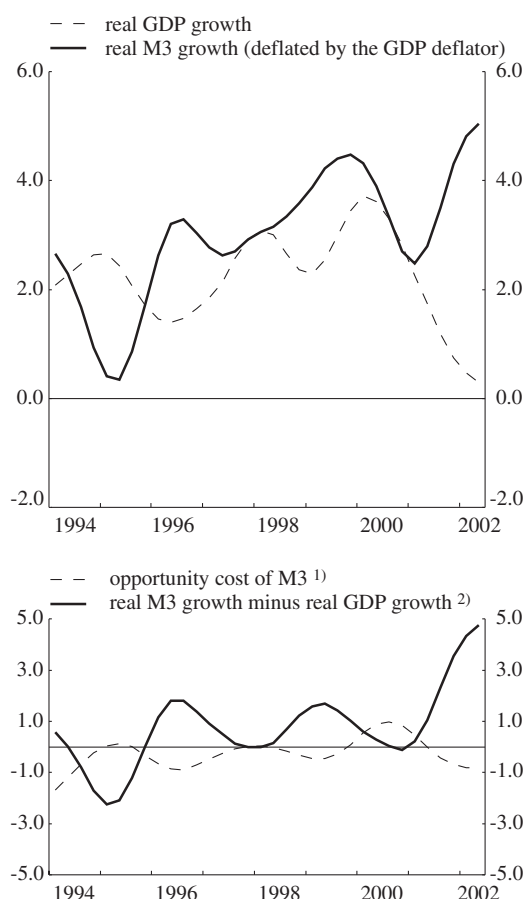 real GDP growth
real M3 growth (deflated by the GDP deflator)
6.0 6.0
4.0 4.0
2.0 2.0
0.0 0.0
-2.0 -2.0
1994 1996 1998 2000 2002
opportunity cost of M3 1)
real M3 growth minus real GDP growth 2)
5.0 5.0
3.0 3.0
1.0 1.0
-1.0 -1.0
-3.0 -3.0
-5.0 -5.0
1994 1996 1998 2000 2002